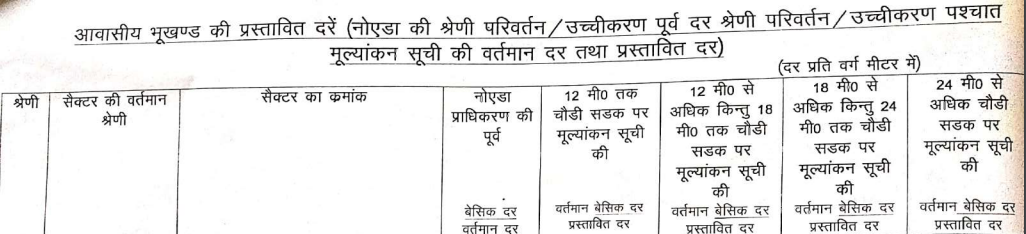 आवासीय भूखण्ड की प्रस्तावित दरें (नोएडा की श्रेणी परिवर्तन/उच्चीकरण पूर्व दर श्रेणी परिवर्तन/उच्चीकरण पश्चात
मूल्यांकन सूची की वर्तमान दर तथा प्रस्तावित दर)
(दर प्रति वर्ग मीटर में)
श्रेणी
सैक्टर की वर्तमान
श्रेणी
सैक्टर का क्रमांक
नोएडा
प्राधिकरण की
पूर्व
बेसिक दर
वर्तमान दर
12 मी0 तक
चौडी सडक पर
मूल्यांकन सूची
की
वर्तमान बेसिक दर
प्रस्तावित दर
12 मी0 से
अधिक किन्तु 18
मी0 तक चौडी
सडक पर
मूल्यांकन सूची
की
वर्तमान बेसिक दर
प्रस्तावित दर
18 मी0 से
अधिक किन्तु 24
मी0 तक चौडी
सडक पर
मूल्यांकन सूची
की
वर्तमान बेसिक दर
प्रस्तावित दर
24 मी0 से
अधिक चौडी
सडक पर
मूल्यांकन सूची
की
वर्तमान बेसिक दर
प्रस्तावित दर